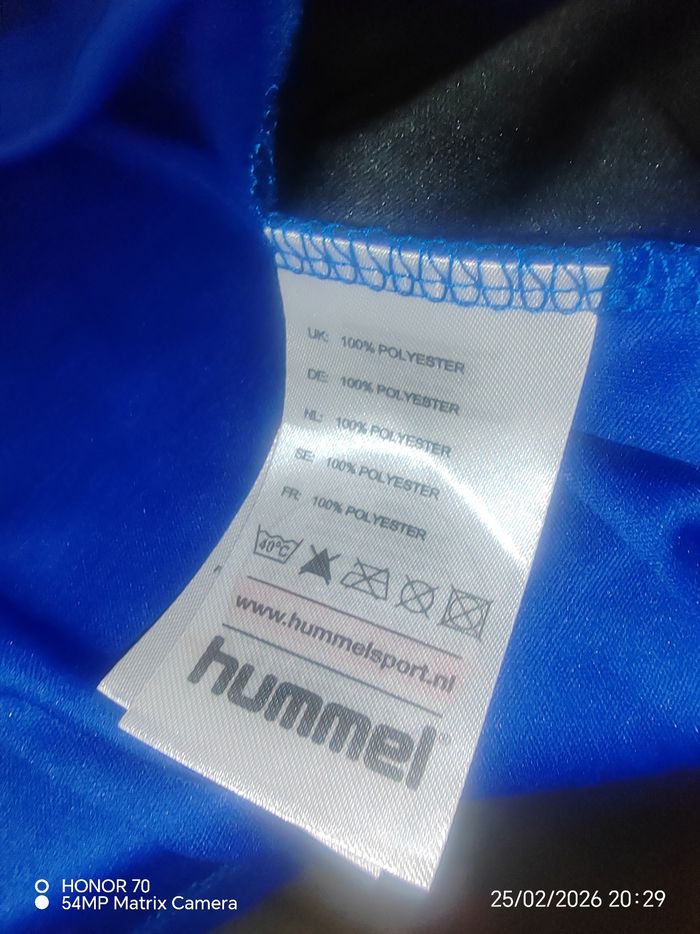 UK: 100% POLYESTER
DE: 100% POLYESTER
NL: 100% POLYESTER
SE: 100% POLYESTER
FR: 100% POLYESTER
40°C
www.hummelsport.nl
hummel®
HONOR 70
54MP Matrix Camera
25/02/2026 20:29